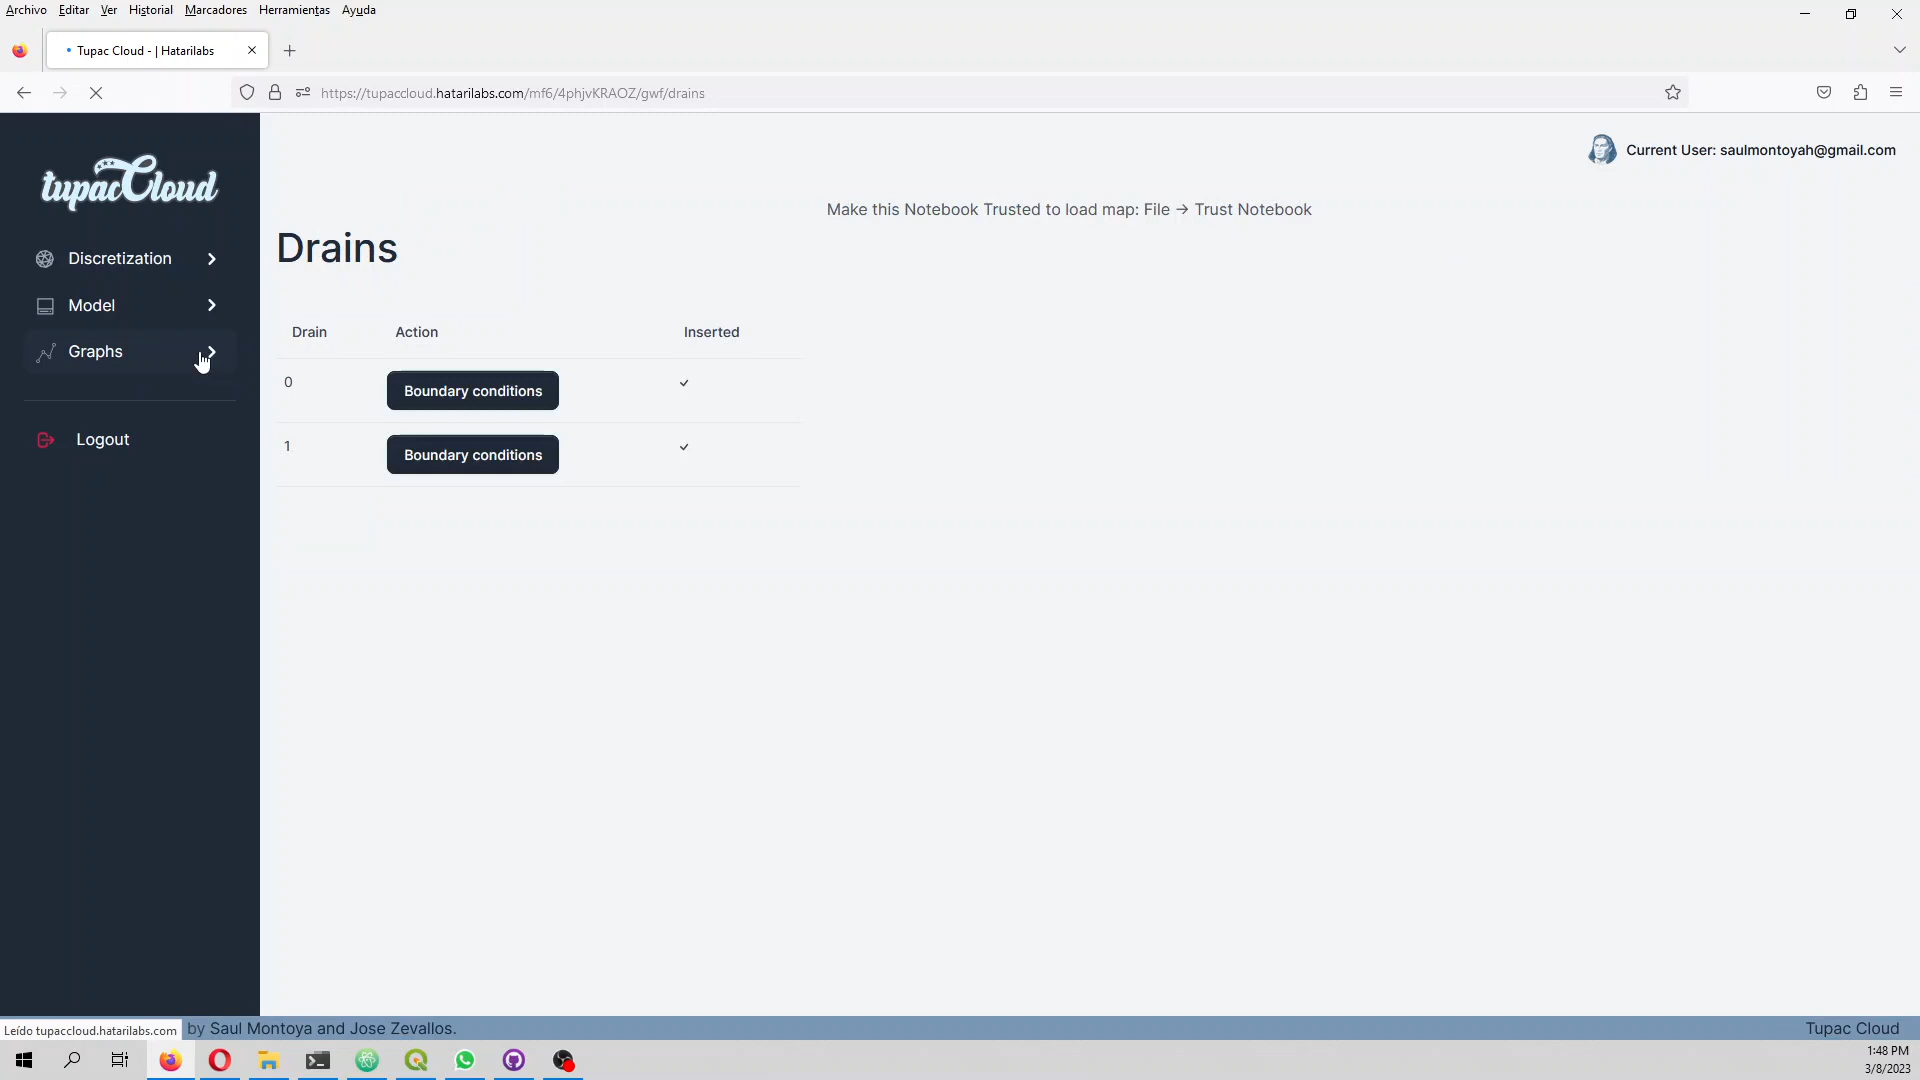 Archivo Editar Ver Historial Marcadores Herramientas Ayuda
Tupac Cloud - | Hatarilabs
https://tupaccloud.hatarilabs.com/mf6/4phjvKRAOZ/gwf/drains
tupacCloud
Current User: saulmontoyah@gmail.com
Make this Notebook Trusted to load map: File -> Trust Notebook
Drains
Discretization
Model
Graphs
Logout
Drain Action Inserted
0 Boundary conditions ✓
1 Boundary conditions ✓
Leído tupaccloud.hatarilabs.com by Saul Montoya and Jose Zevallos. Tupac Cloud
1:48 PM
3/8/2023